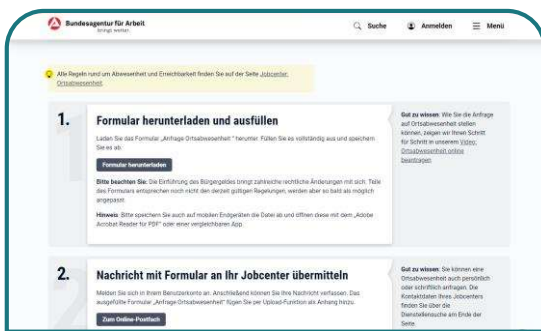 Bundesagentur für Arbeit
bringt weiter.
Suche
Anmelden
Menü
Alle Regeln rund um Abwesenheit und Erreichbarkeit finden Sie auf der Seite Jobcenter:
Ortsabwesenheit.
1.
Formular herunterladen und ausfüllen
Laden Sie das Formular „Anfrage Ortsabwesenheit" herunter. Füllen Sie es vollständig aus und speichern
Sie es ab.
Formular herunterladen
Bitte beachten Sie: Die Einführung des Bürgergeldes bringt zahlreiche rechtliche Änderungen mit sich. Teile
des Formulars entsprechen noch nicht den derzeit gültigen Regelungen, werden aber so bald als möglich
angepasst.
Hinweis: Bitte speichern Sie auch auf mobilen Endgeräten die Datei ab und öffnen diese mit dem „Adobe
Acrobat Reader für PDF" oder einer vergleichbaren App.
Gut zu wissen: Wie Sie die Anfrage
auf Ortsabwesenheit stellen
können, zeigen wir Ihnen Schritt
für Schritt in unserem Video:
Ortsabwesenheit online
beantragen.
2.
Nachricht mit Formular an Ihr Jobcenter übermitteln
Melden Sie sich in Ihrem Benutzerkonto an. Anschließend können Sie Ihre Nachricht verfassen. Das
ausgefüllte Formular „Anfrage Ortsabwesenheit" fügen Sie per Upload-Funktion als Anhang hinzu.
Zum Online-Postfach
Gut zu wissen: Sie können eine
Ortsabwesenheit auch persönlich
oder schriftlich anfragen. Die
Kontaktdaten Ihres Jobcenters
finden Sie über die
Dienststellensuche am Ende der
Seite.